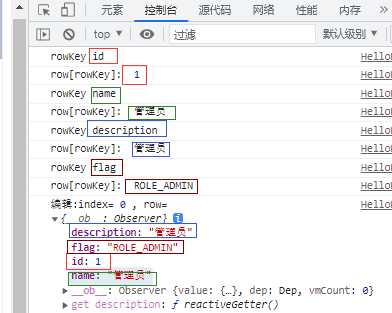 元素 控制台 源代码 网络 性能 内存
top 过滤 默认级别
rowKey id Hello
row[rowKey]: 1 Hello
rowKey name Hello
row[rowKey]: 管理员 Hello
rowKey description Hello
row[rowKey]: 管理员 Hello
rowKey flag Hello
row[rowKey]: ROLE_ADMIN Hello
编辑:index= 0 , row= Hello
{__ob__: Observer} i
description: "管理员"
flag: "ROLE_ADMIN"
id: 1
name: "管理员"
__ob__: Observer {value: {…}, dep: Dep, vmCount: 0}
get description: ƒ reactiveGetter()